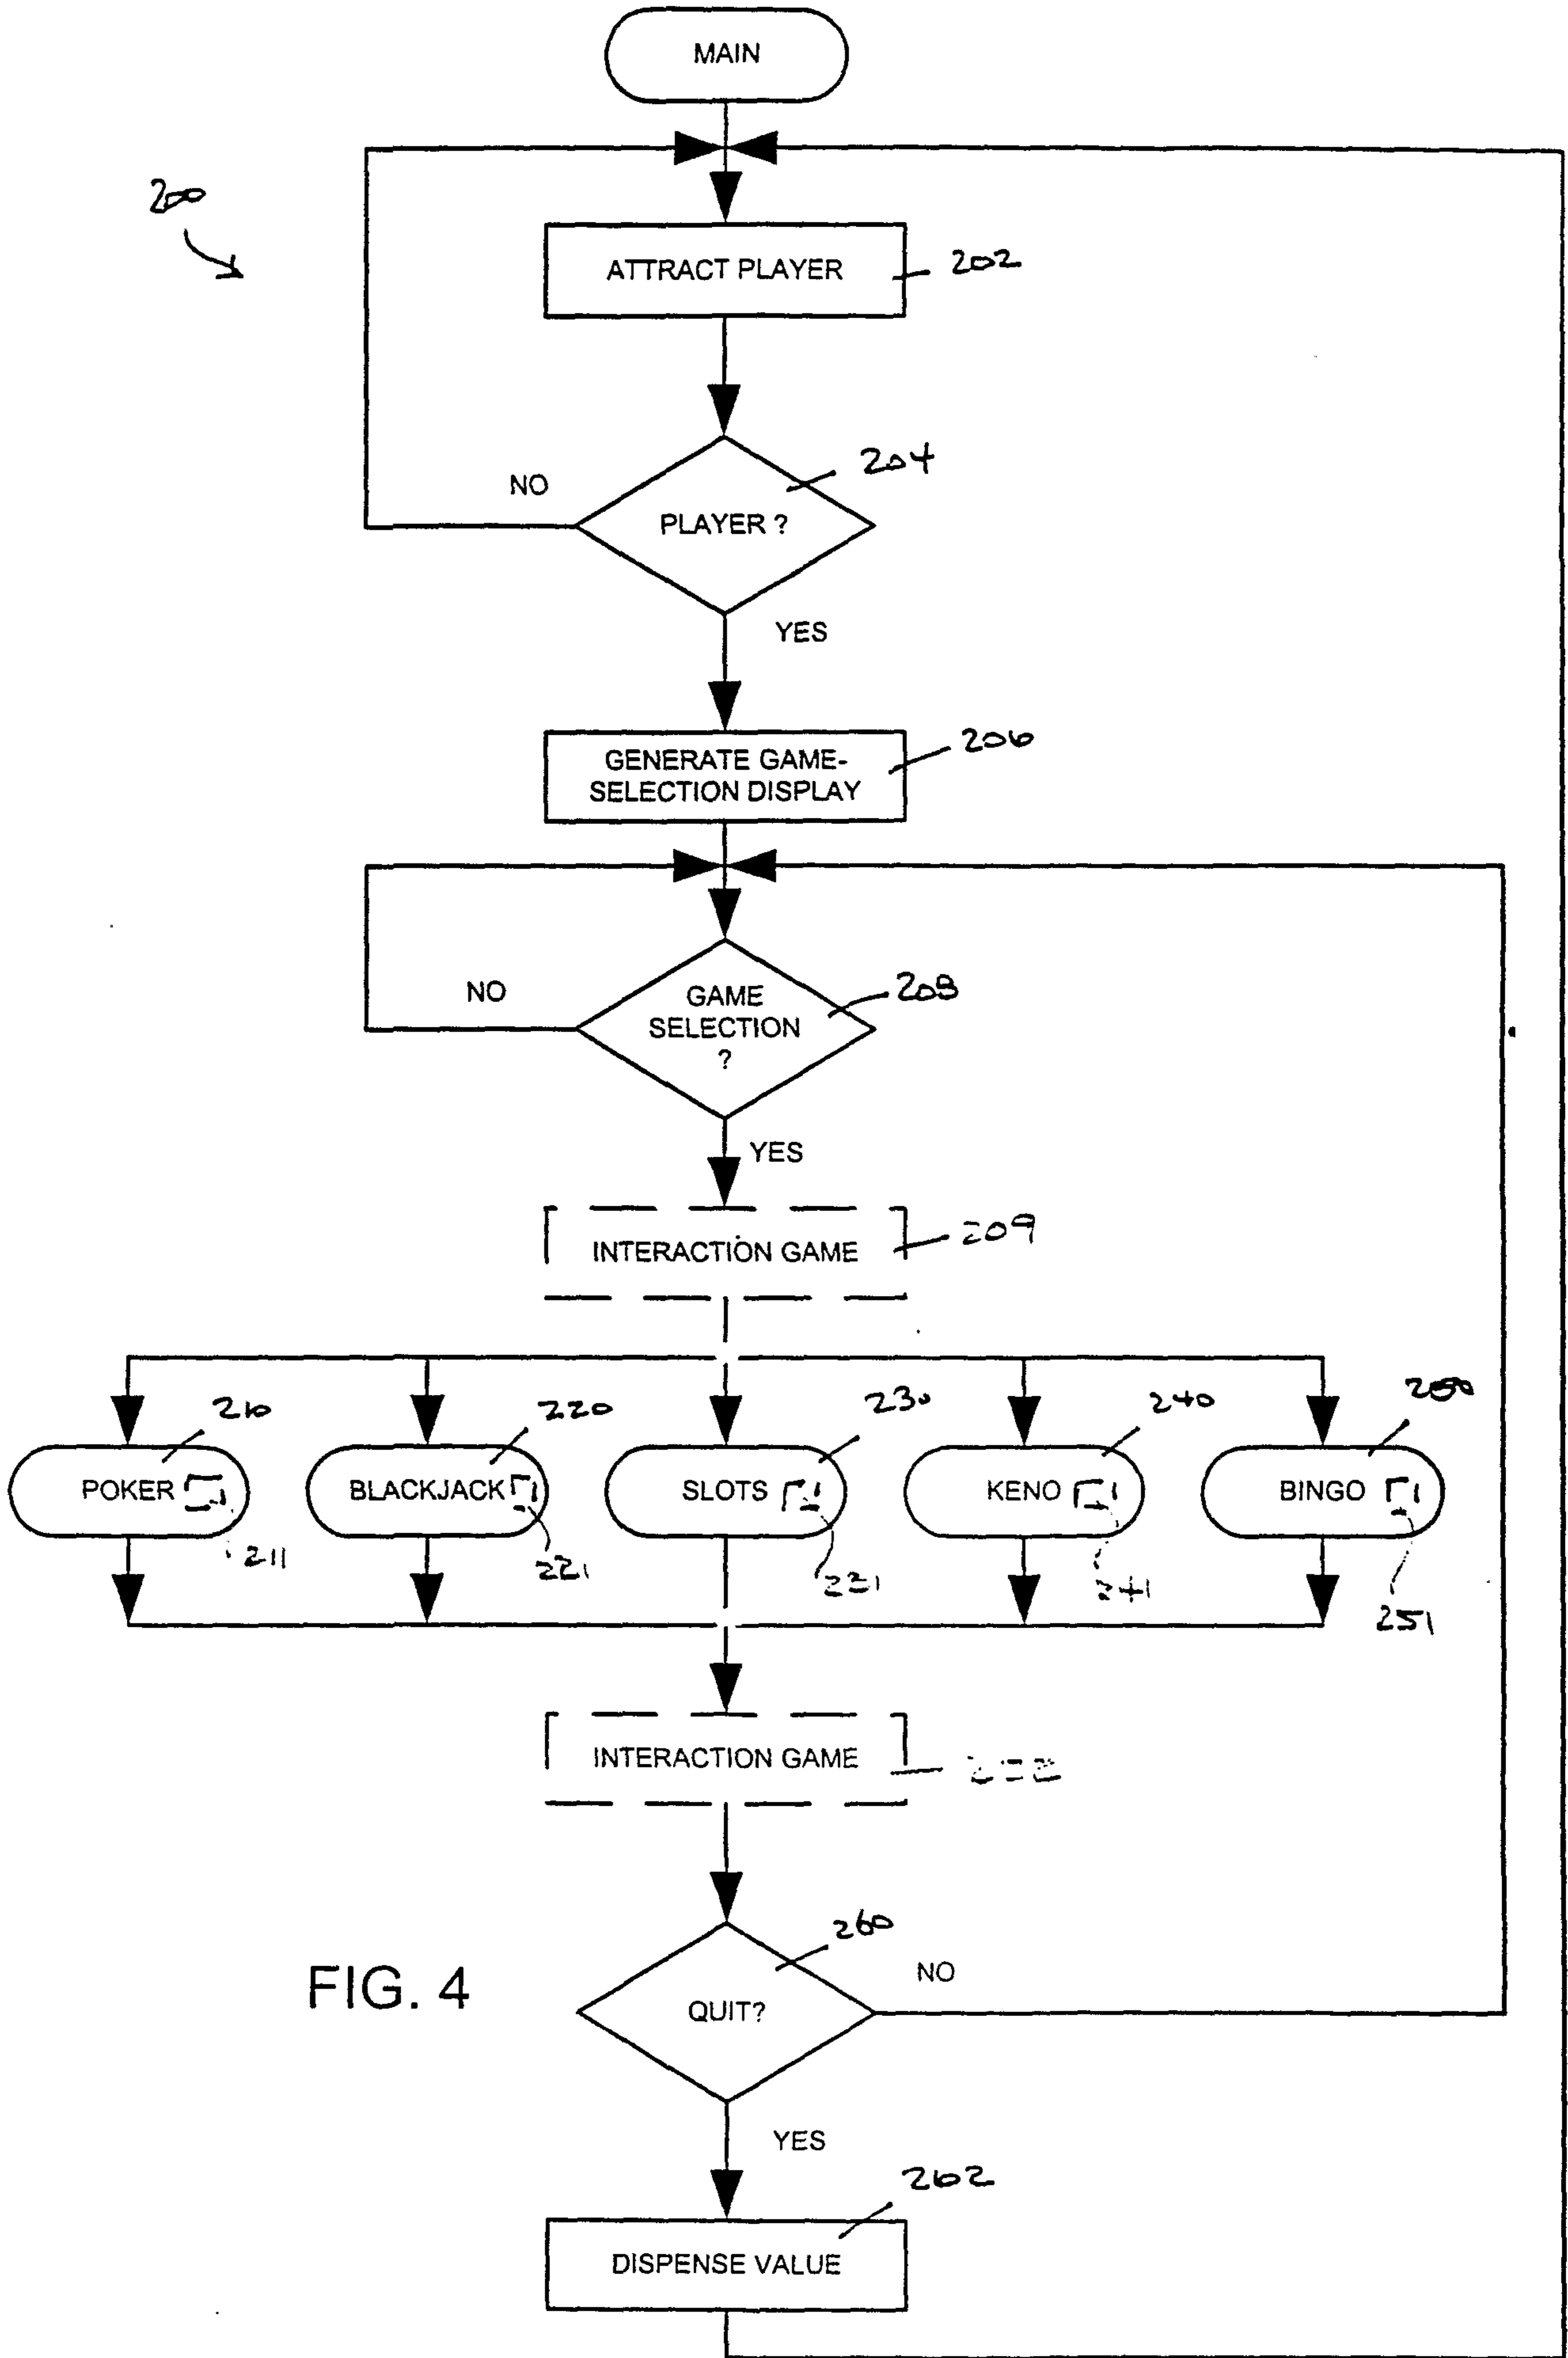 MAIN
200
ATTRACT PLAYER
202
204
NO
PLAYER ?
YES
206
GENERATE GAME-
SELECTION DISPLAY
208
NO
GAME
SELECTION
?
YES
209
INTERACTION GAME
210
220
230
240
250
POKER
BLACKJACK
SLOTS
KENO
BINGO
211
221
241
251
INTERACTION GAME
260
NO
FIG. 4
QUIT?
YES
262
DISPENSE VALUE